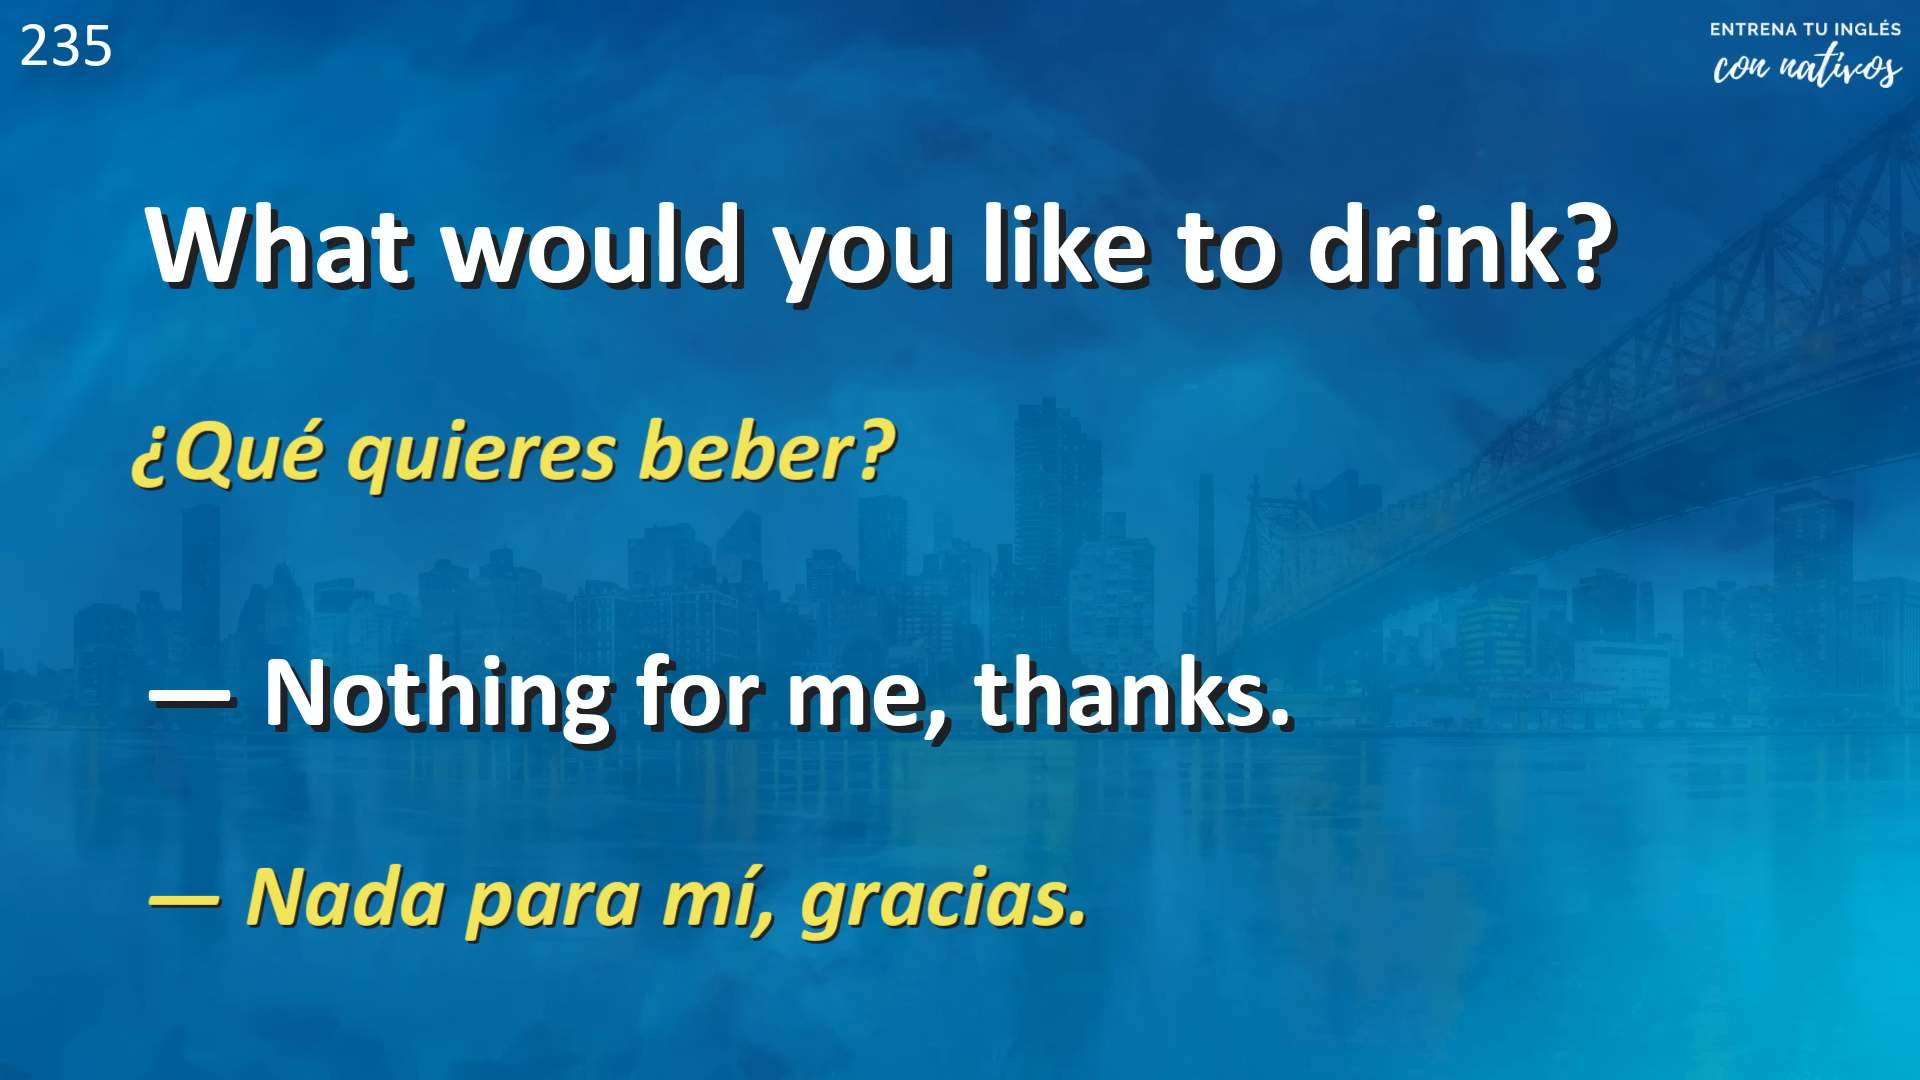 235
ENTRENA TU INGLÉS
con nativos
What would you like to drink?
¿Qué quieres beber?
— Nothing for me, thanks.
— Nada para mí, gracias.